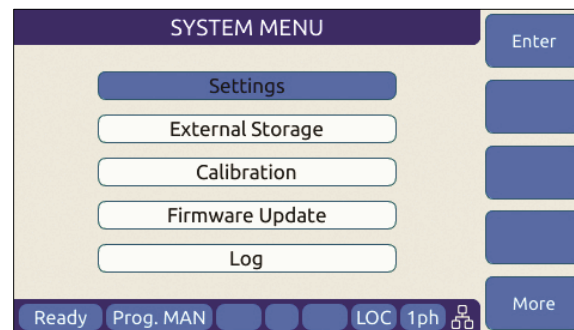 SYSTEM MENU
Enter
Settings
External Storage
Calibration
Firmware Update
Log
More
Ready Prog. MAN LOC 1ph